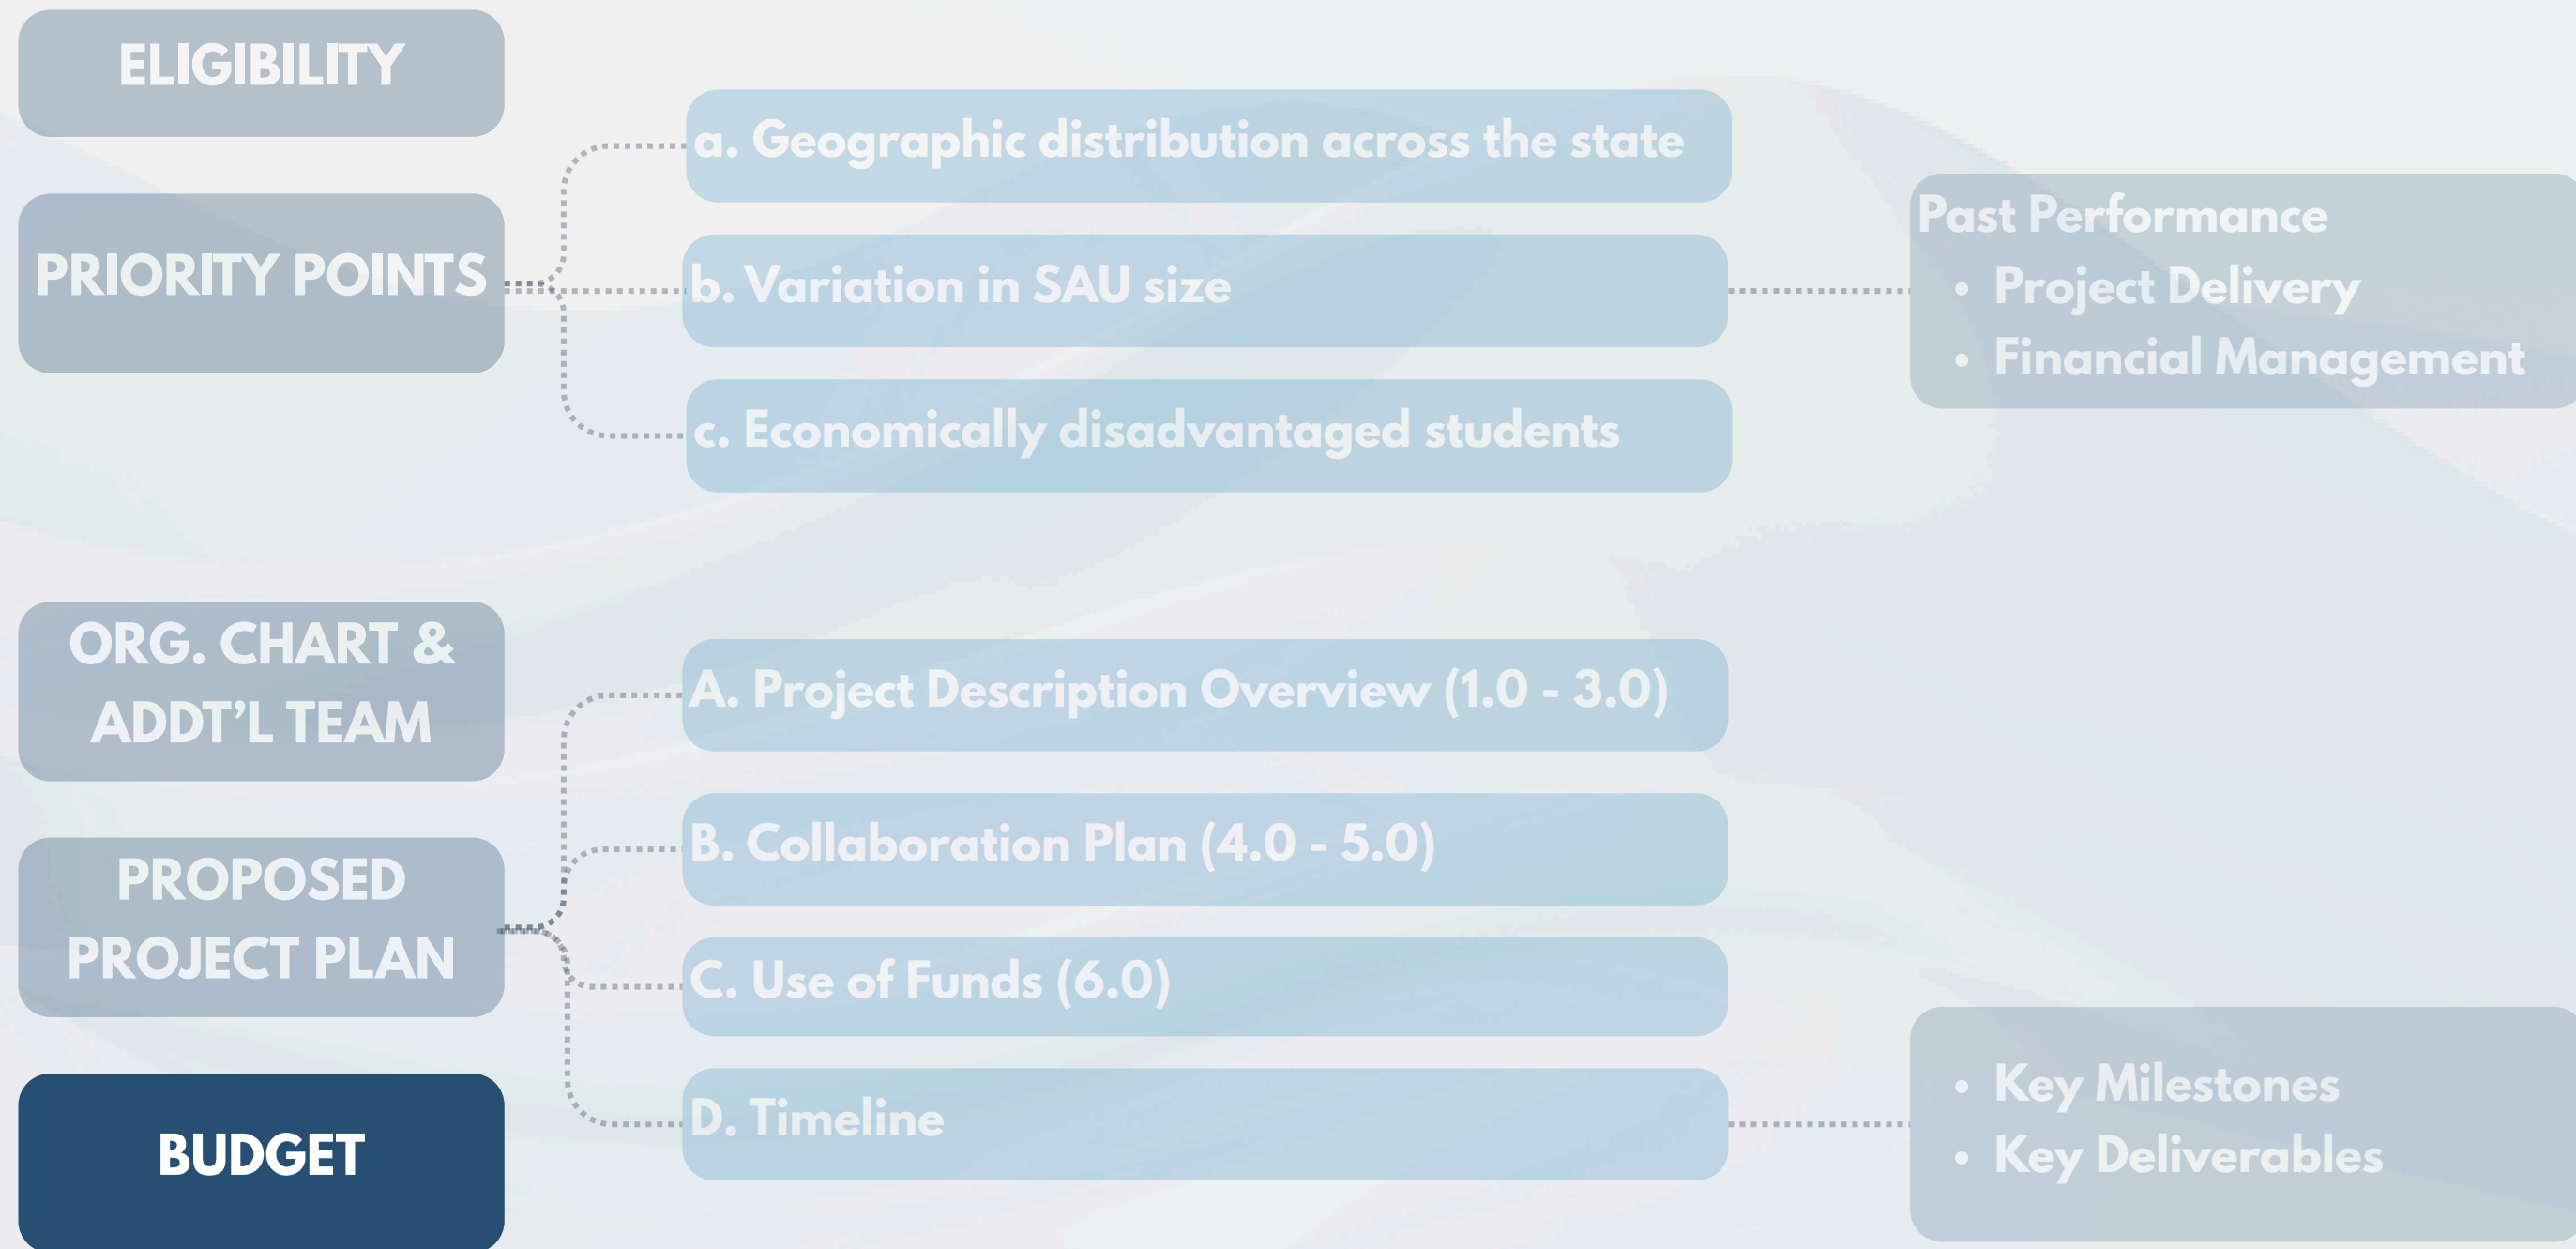 ELIGIBILITY
PRIORITY POINTS
a. Geographic distribution across the state
b. Variation in SAU size
c. Economically disadvantaged students
Past Performance
• Project Delivery
• Financial Management
ORG. CHART &
ADDT’L TEAM
PROPOSED
PROJECT PLAN
A. Project Description Overview (1.0 - 3.0)
B. Collaboration Plan (4.0 - 5.0)
C. Use of Funds (6.0)
D. Timeline
• Key Milestones
• Key Deliverables
BUDGET